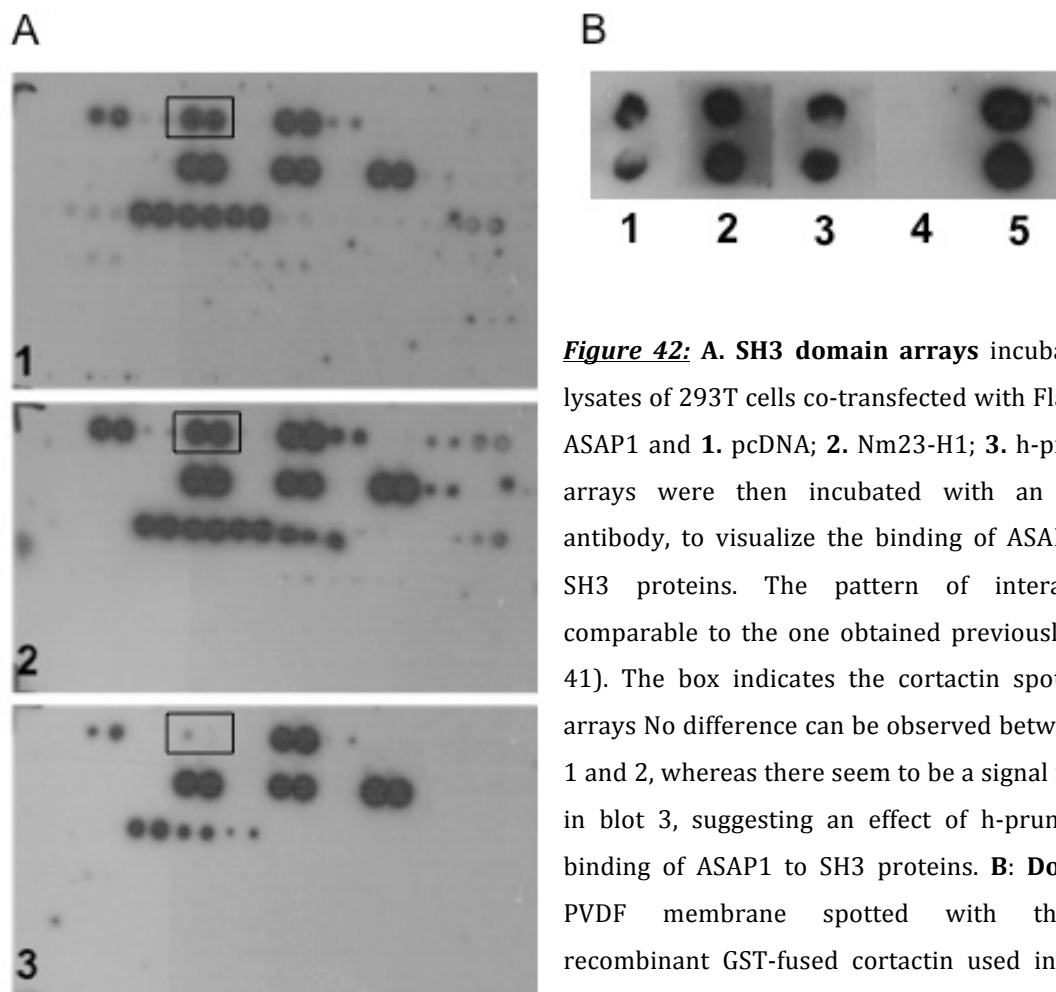 A
B
1 2 3 4 5
1
2
3
Figure 42: A. SH3 domain arrays incuba
lysates of 293T cells co-transfected with Fl
ASAP1 and 1. pcDNA; 2. Nm23-H1; 3. h-p
arrays were then incubated with an
antibody, to visualize the binding of ASA
SH3 proteins. The pattern of intera
comparable to the one obtained previousl
41). The box indicates the cortactin spot
arrays No difference can be observed betw
1 and 2, whereas there seem to be a signal
in blot 3, suggesting an effect of h-prun
binding of ASAP1 to SH3 proteins. B: Do
PVDF membrane spotted with th
recombinant GST-fused cortactin used in